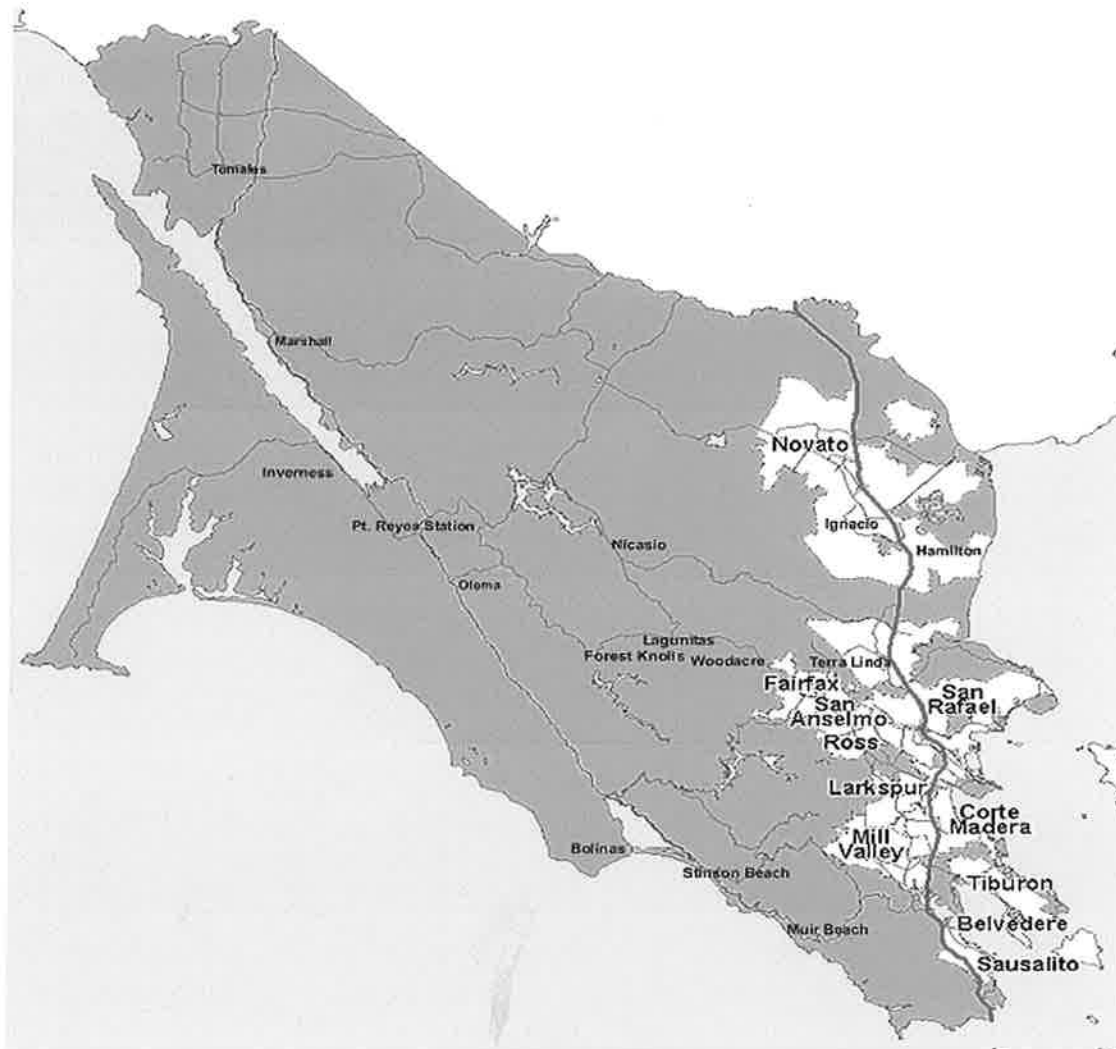 Tomales
Marshall
Novato
Inverness
Pt. Reyes Station
Ignacio
Nicasio
Hamilton
Olema
Lagunitas
Forest Knolls
Woodacre
Terra Linda
Fairfax
San
Rafael
San
Anselmo
Ross
Larkspur
Corte
Madera
Mill
Valley
Bolinas
Stinson Beach
Tiburon
Belvedere
Muir Beach
Sausalito